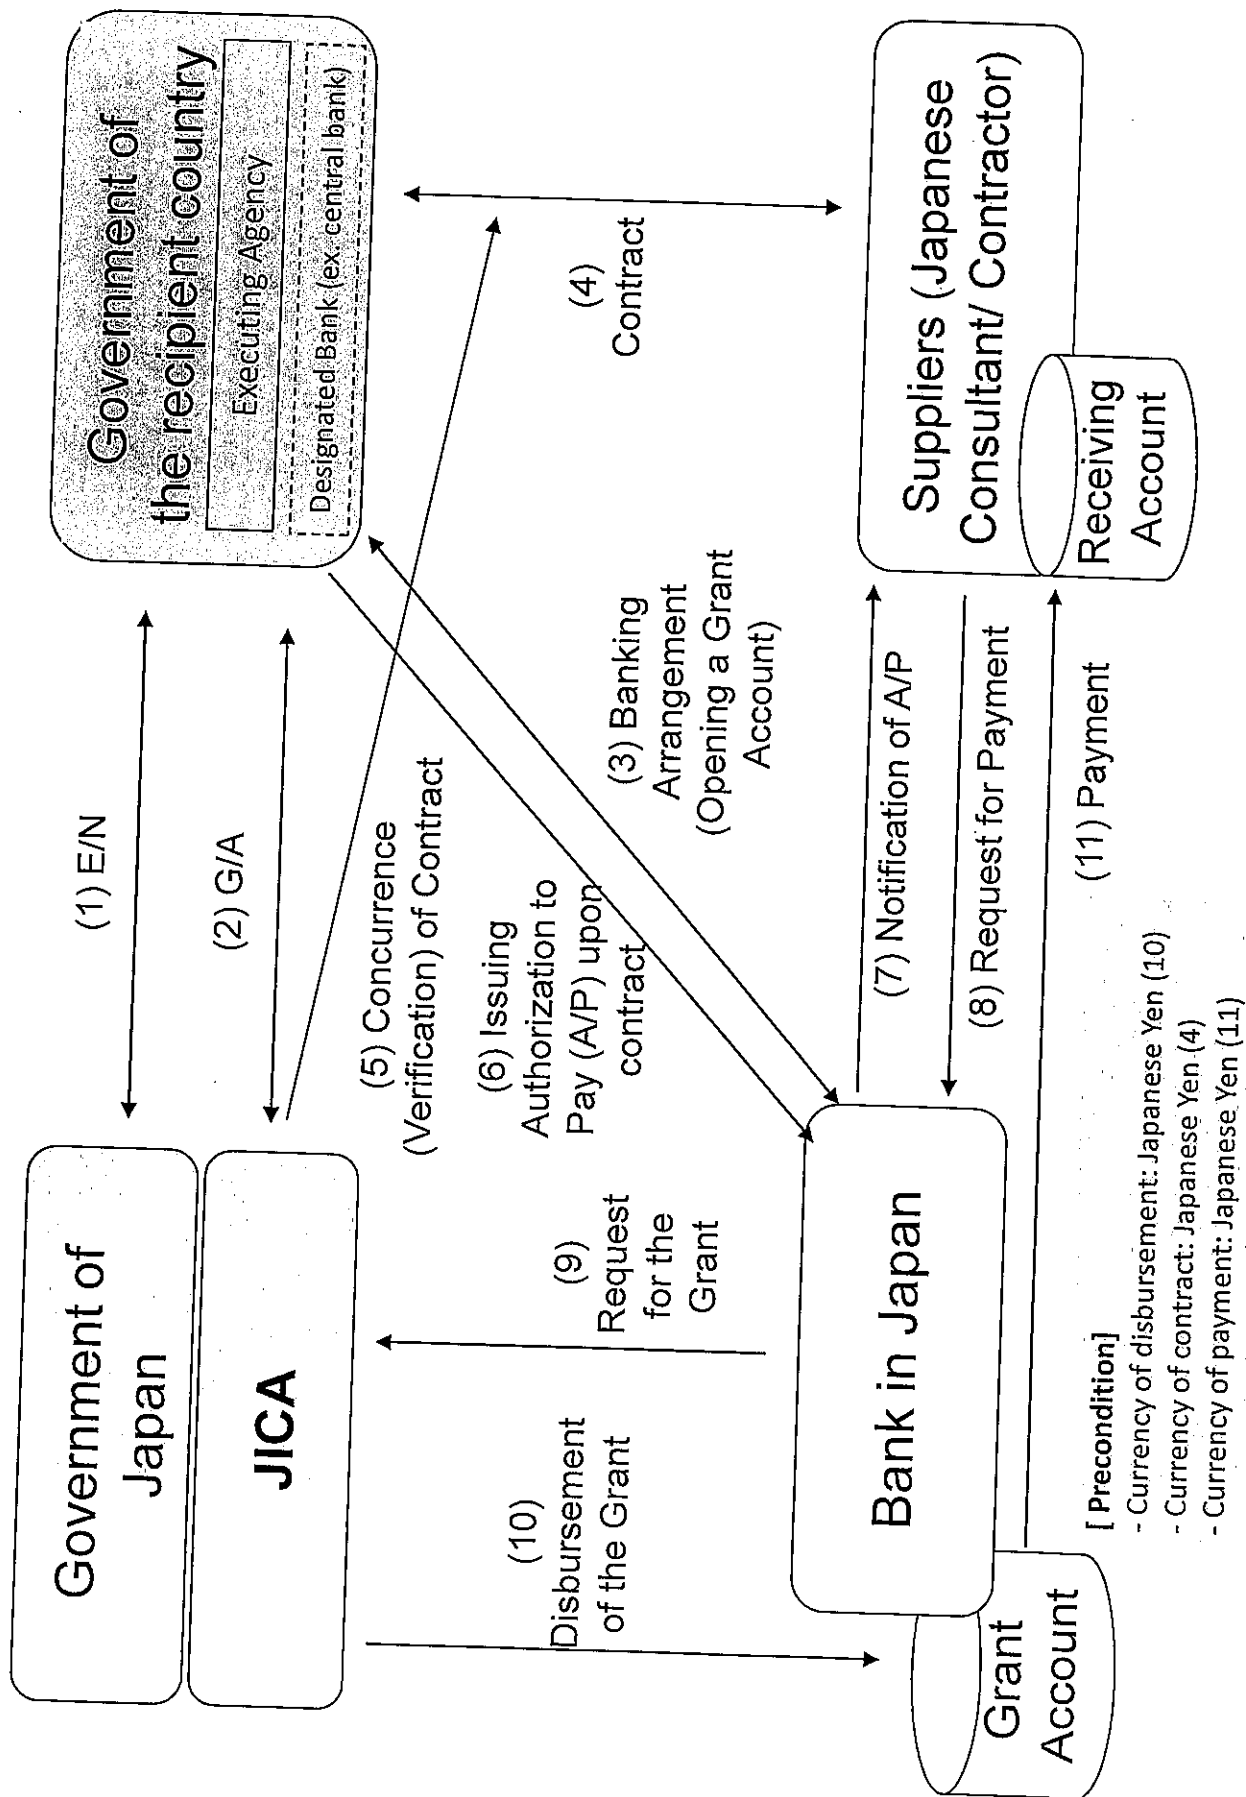 Government of
Japan
JICA
(1) E/N
(2) G/A
Government of
the recipient country
Executing Agency
Designated Bank (ex. central bank)
(5) Concurrence
(Verification) of Contract
(6) Issuing
Authorization to
Pay (A/P) upon
contract
(10)
Disbursement
of the Grant
(9)
Request
for the
Grant
(3) Banking
Arrangement
(Opening a Grant
Account)
(4)
Contract
Bank in Japan
Grant
Account
(7) Notification of A/P
(8) Request for Payment
(11) Payment
Suppliers (Japanese
Consultant/ Contractor)
Receiving
Account
[ Precondition]
- Currency of disbursement: Japanese Yen (10)
- Currency of contract: Japanese Yen (4)
- Currency of payment: Japanese Yen (11)